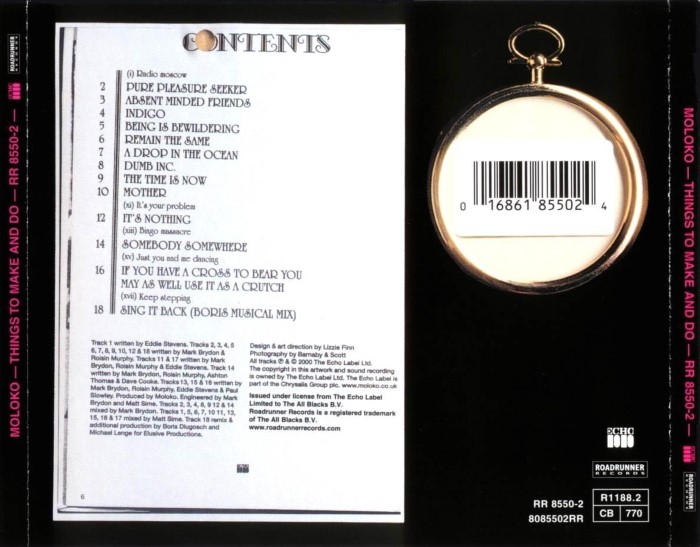 CONTENTS
(i) Radio moscow
2 PURE PLEASURE SEEKER
3 ABSENT MINDED FRIENDS
4 INDIGO
5 BEING IS BEWILDERING
6 REMAIN THE SAME
7 A DROP IN THE OCEAN
8 DUMB INC.
9 THE TIME IS NOW
10 MOTHER
(xi) It's your problem
12 IT'S NOTHING
(xiii) Bingo massacre
14 SOMEBODY SOMEWHERE
(xv) Just you and me dancing
16 IF YOU HAVE A CROSS TO BEAR YOU
MAY AS WELL USE IT AS A CRUTCH
(xvii) Keep stepping
18 SING IT BACK (BORIS MUSICAL MIX)
Track 1 written by Eddie Stevens. Tracks 2, 3, 4, 5
6, 7, 8, 9, 10, 12 & 18 written by Mark Brydon &
Roisin Murphy. Tracks 11 & 17 written by Mark
Brydon, Roisin Murphy & Eddie Stevens. Track 14
written by Mark Brydon, Roisin Murphy, Ashton
Thomas & Dave Cooke. Tracks 13, 15 & 16 written by
Mark Brydon, Roisin Murphy, Eddie Stevens & Paul
Slowley. Produced by Moloko. Engineered by Mark
Brydon and Matt Sime. Tracks 2, 3, 4, 8, 9 12 & 14
mixed by Mark Brydon. Tracks 1, 5, 6, 7, 10 11, 13,
15, 16 & 17 mixed by Matt Sime. Track 18 remix &
additional production by Boris Dlugosch and
Michael Lange for Elusive Productions.
Design & art direction by Lizzie Finn
Photography by Barnaby & Scott
All tracks ℗ & © 2000 The Echo Label Ltd.
The copyright in this artwork and sound recording
is owned by The Echo Label Ltd. The Echo Label is
part of the Chrysalis Group plc. www.moloko.co.uk
Issued under license from The Echo Label
Limited to The All Blacks B.V.
Roadrunner Records is a registered trademark
of The All Blacks B.V.
www.roadrunnerrecords.com
6
0 16861 85502 4
ECHO
ROADRUNNER
RECORDS
RR 8550-2
8085502RR
R1188.2
CB 770
MOLOKO — THINGS TO MAKE AND DO — RR 8550-2 —
ROADRUNNER
RECORDS
MOLOKO — THINGS TO MAKE AND DO — RR 8550-2 —
ROADRUNNER
RECORDS